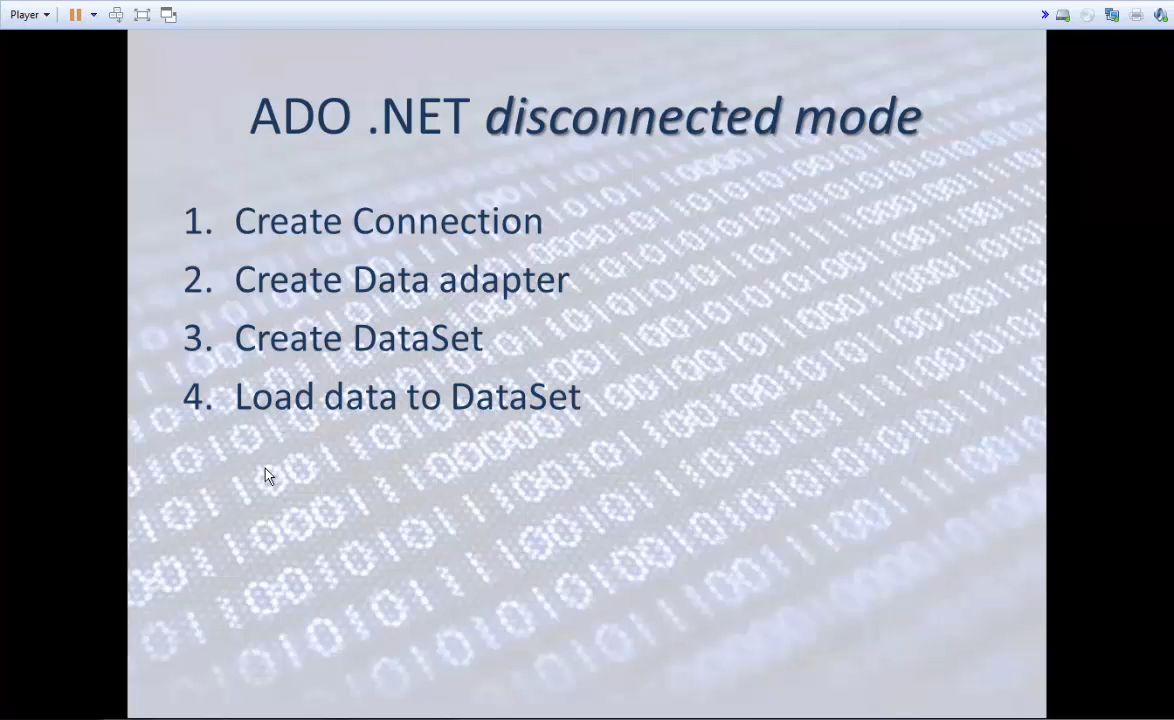 Player
ADO .NET disconnected mode
1. Create Connection
2. Create Data adapter
3. Create DataSet
4. Load data to DataSet